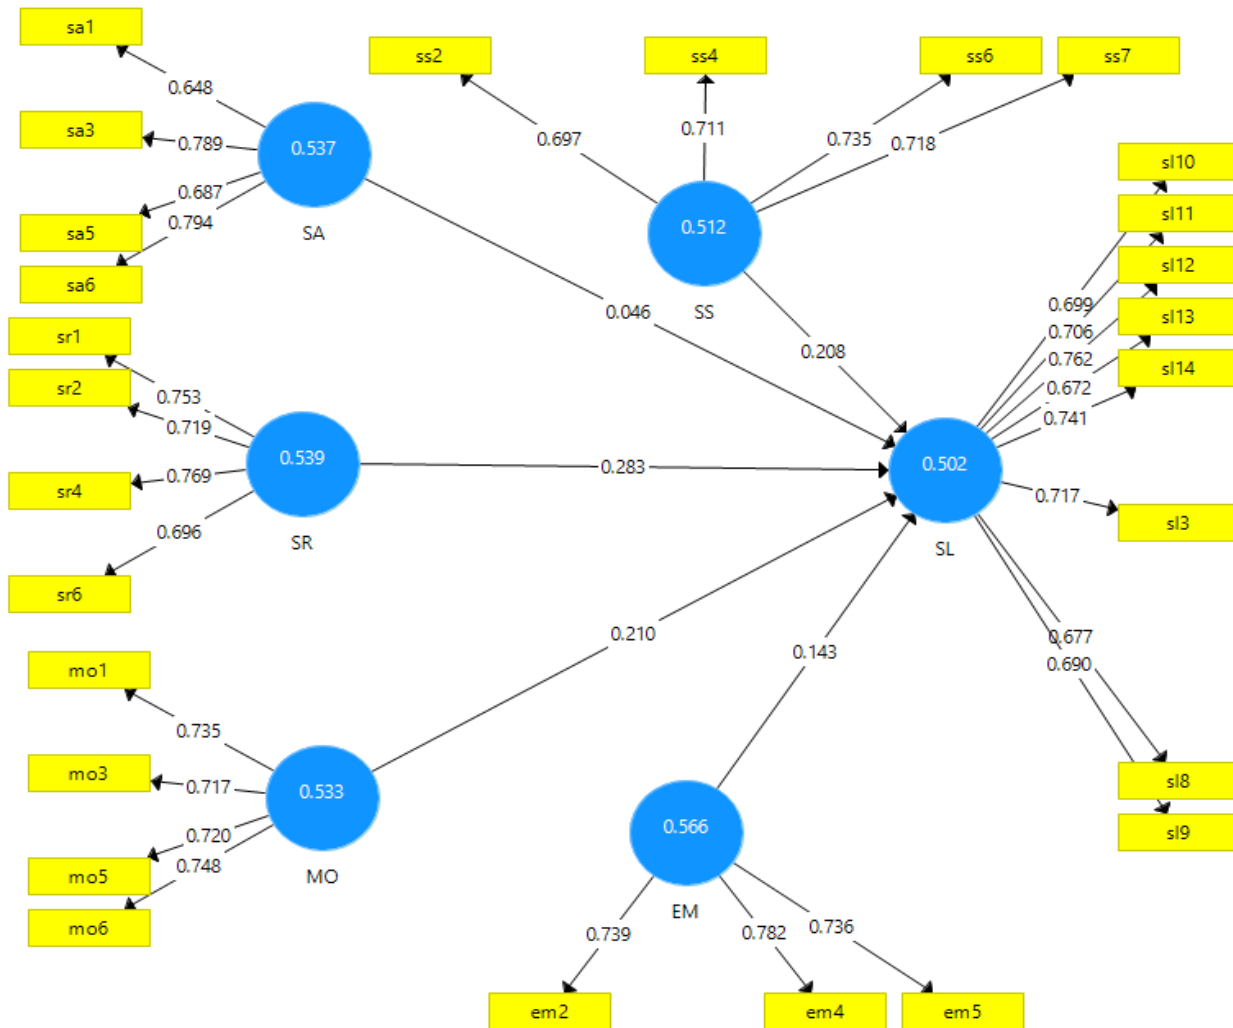 sa1
ss2
ss4
ss6
ss7
0.648
sa3
0.789
0.537
0.697
0.711
0.735
0.718
sl10
0.687
sa5
0.794
SA
0.512
sl11
sa6
sl12
0.046
SS
0.699
sr1
0.706
sl13
0.208
0.762
sr2
0.753
0.672
sl14
0.719
0.741
0.539
0.283
0.502
sr4
0.769
0.717
sl3
0.696
SR
SL
sr6
0.210
0.677
mo1
0.143
0.690
0.735
mo3
0.717
0.533
sl8
0.720
0.566
sl9
0.748
mo5
MO
EM
mo6
0.739
0.782
0.736
em2
em4
em5